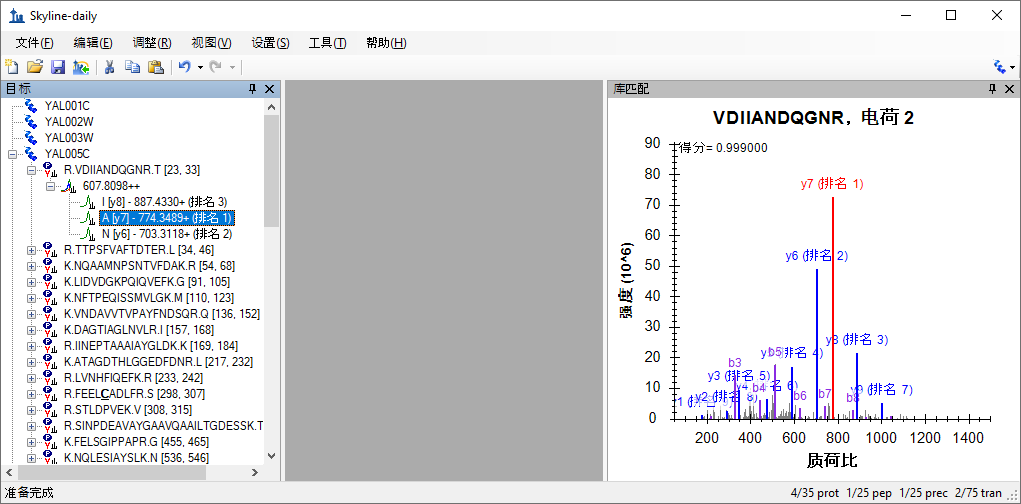 Skyline-daily
文件(F) 编辑(E) 调整(R) 视图(V) 设置(S) 工具(T) 帮助(H)
目标
YAL001C
YAL002W
YAL003W
YAL005C
R.VDIIANDQGNR.T [23, 33]
607.8098++
I [y8] - 887.4330+ (排名 3)
A [y7] - 774.3489+ (排名 1)
N [y6] - 703.3118+ (排名 2)
R.TTPSFVAFTDTER.L [34, 46]
K.NQAAMNPSNTVFDAK.R [54, 68]
K.LIDVDGKPQIQVEFK.G [91, 105]
K.NFTPEQISSMVLGK.M [110, 123]
K.VNDAVVTVPAYFNDSQR.Q [136, 152]
K.DAGTIAGLNVLR.I [157, 168]
R.IINEPTAAAIAYGLDK.K [169, 184]
K.ATAGDTHLGGEDFDNR.L [217, 232]
R.LVNHFIQEFK.R [233, 242]
R.FEELCADLFR.S [298, 307]
R.STLDPVEK.V [308, 315]
R.SINPDEAVAYGAAVQAAILTGDESSK.T
K.FELSGIPPAPR.G [455, 465]
K.NQLESIAYSLK.N [536, 546]
库匹配
VDIIANDQGNR，电荷 2
得分= 0.999000
90
80
70
60
50
40
30
20
10
0
强度 (10^6)
y7 (排名 1)
y6 (排名 2)
y8 (排名 3)
b3
b5
排名 4)
y3 (排名 5)
b4
6)
y2 (排名 8)
b6
b7
b8
(排名 7)
200 400 600 800 1000 1200 1400
质荷比
准备完成
4/35 prot 1/25 pep 1/25 prec 2/75 tran